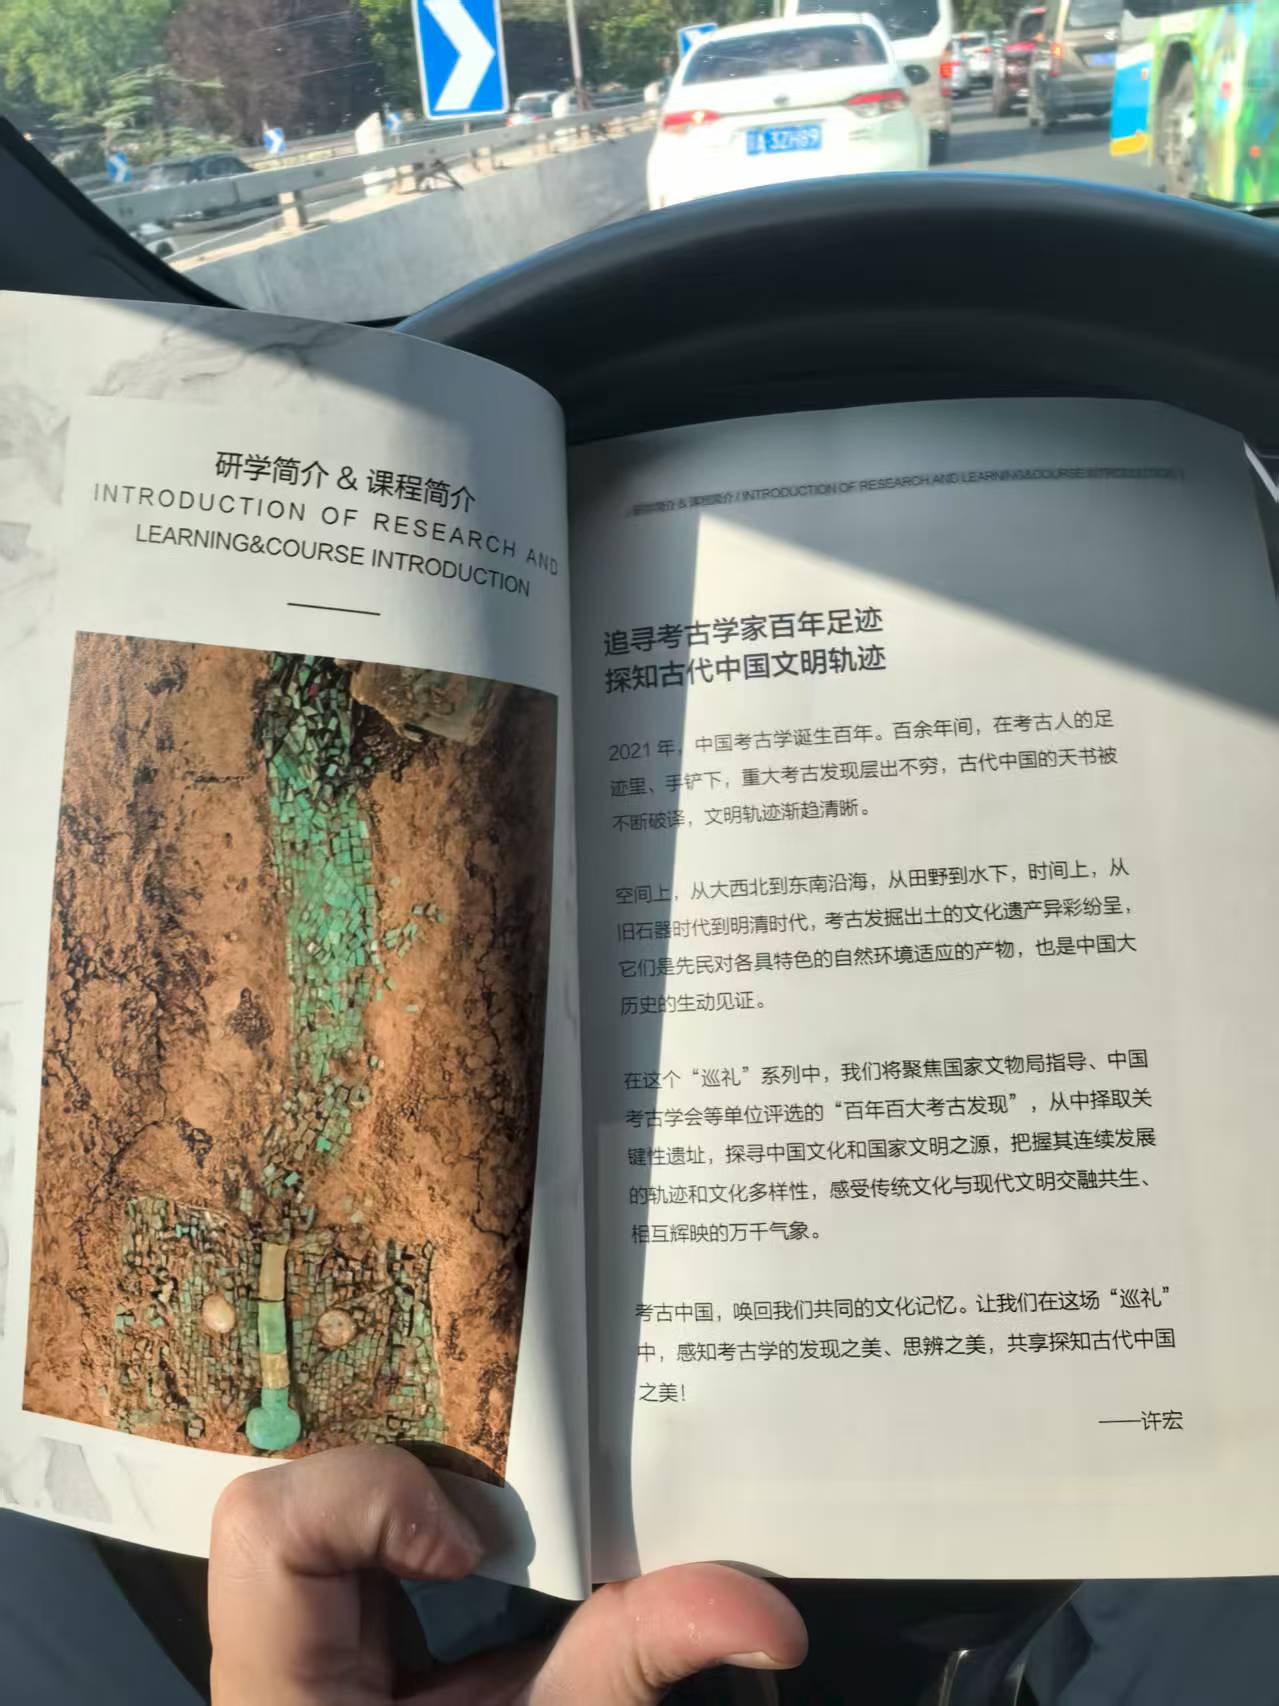 3ZH89
研学简介 & 课程简介
INTRODUCTION OF RESEARCH AND
LEARNING&COURSE INTRODUCTION
研学简介 & 课程简介 / INTRODUCTION OF RESEARCH AND LEARNING&COURSE INTRODUCTION
追寻考古学家百年足迹
探知古代中国文明轨迹
2021 年，中国考古学诞生百年。百余年间，在考古人的足
迹里、手铲下，重大考古发现层出不穷，古代中国的天书被
不断破译，文明轨迹渐趋清晰。
空间上，从大西北到东南沿海，从田野到水下，时间上，从
旧石器时代到明清时代，考古发掘出土的文化遗产异彩纷呈，
它们是先民对各具特色的自然环境适应的产物，也是中国大
历史的生动见证。
在这个“巡礼”系列中，我们将聚焦国家文物局指导、中国
考古学会等单位评选的“百年百大考古发现”，从中择取关
键性遗址，探寻中国文化和国家文明之源，把握其连续发展
的轨迹和文化多样性，感受传统文化与现代文明交融共生、
相互辉映的万千气象。
考古中国，唤回我们共同的文化记忆。让我们在这场“巡礼”
中，感知考古学的发现之美、思辨之美，共享探知古代中国
之美！
——许宏